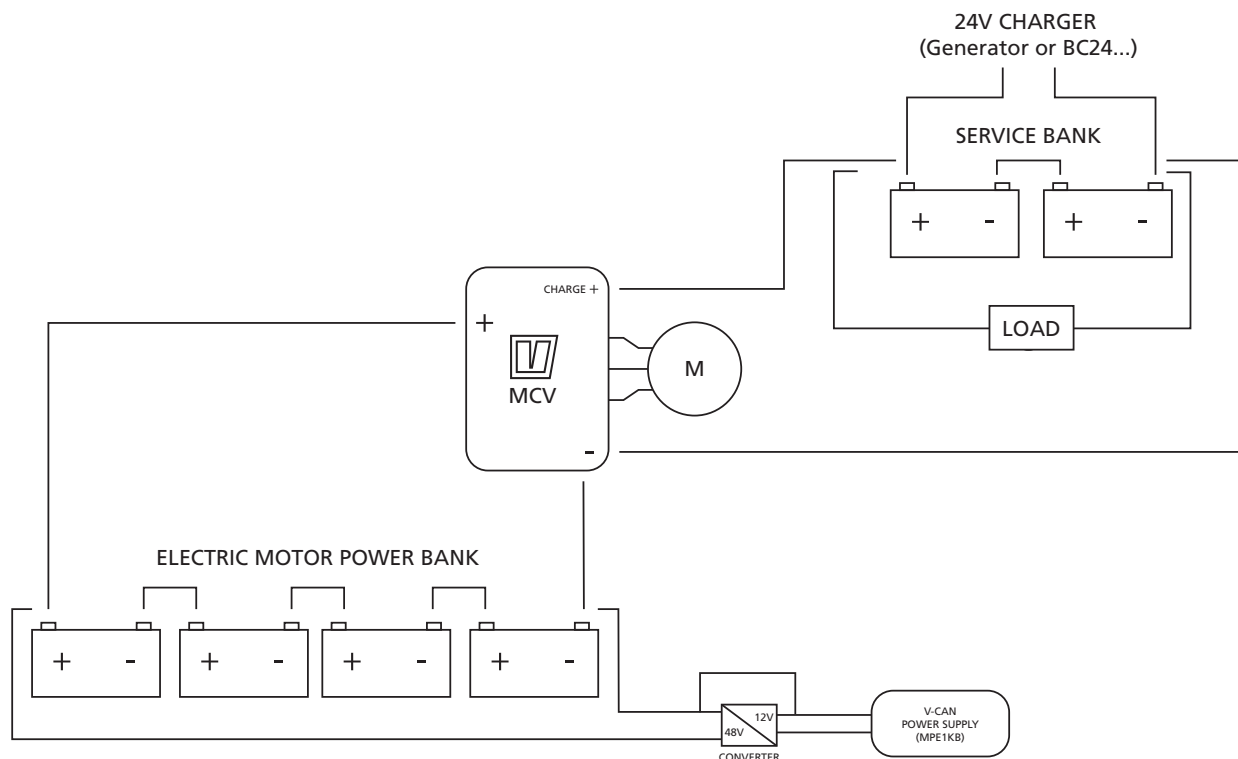 24V CHARGER
(Generator or BC24...)
SERVICE BANK
+ - + -
LOAD
CHARGE +
+
MCV
M
-
ELECTRIC MOTOR POWER BANK
+ - + - + - + -
12V
48V
CONVERTER
V-CAN
POWER SUPPLY
(MPE1KB)